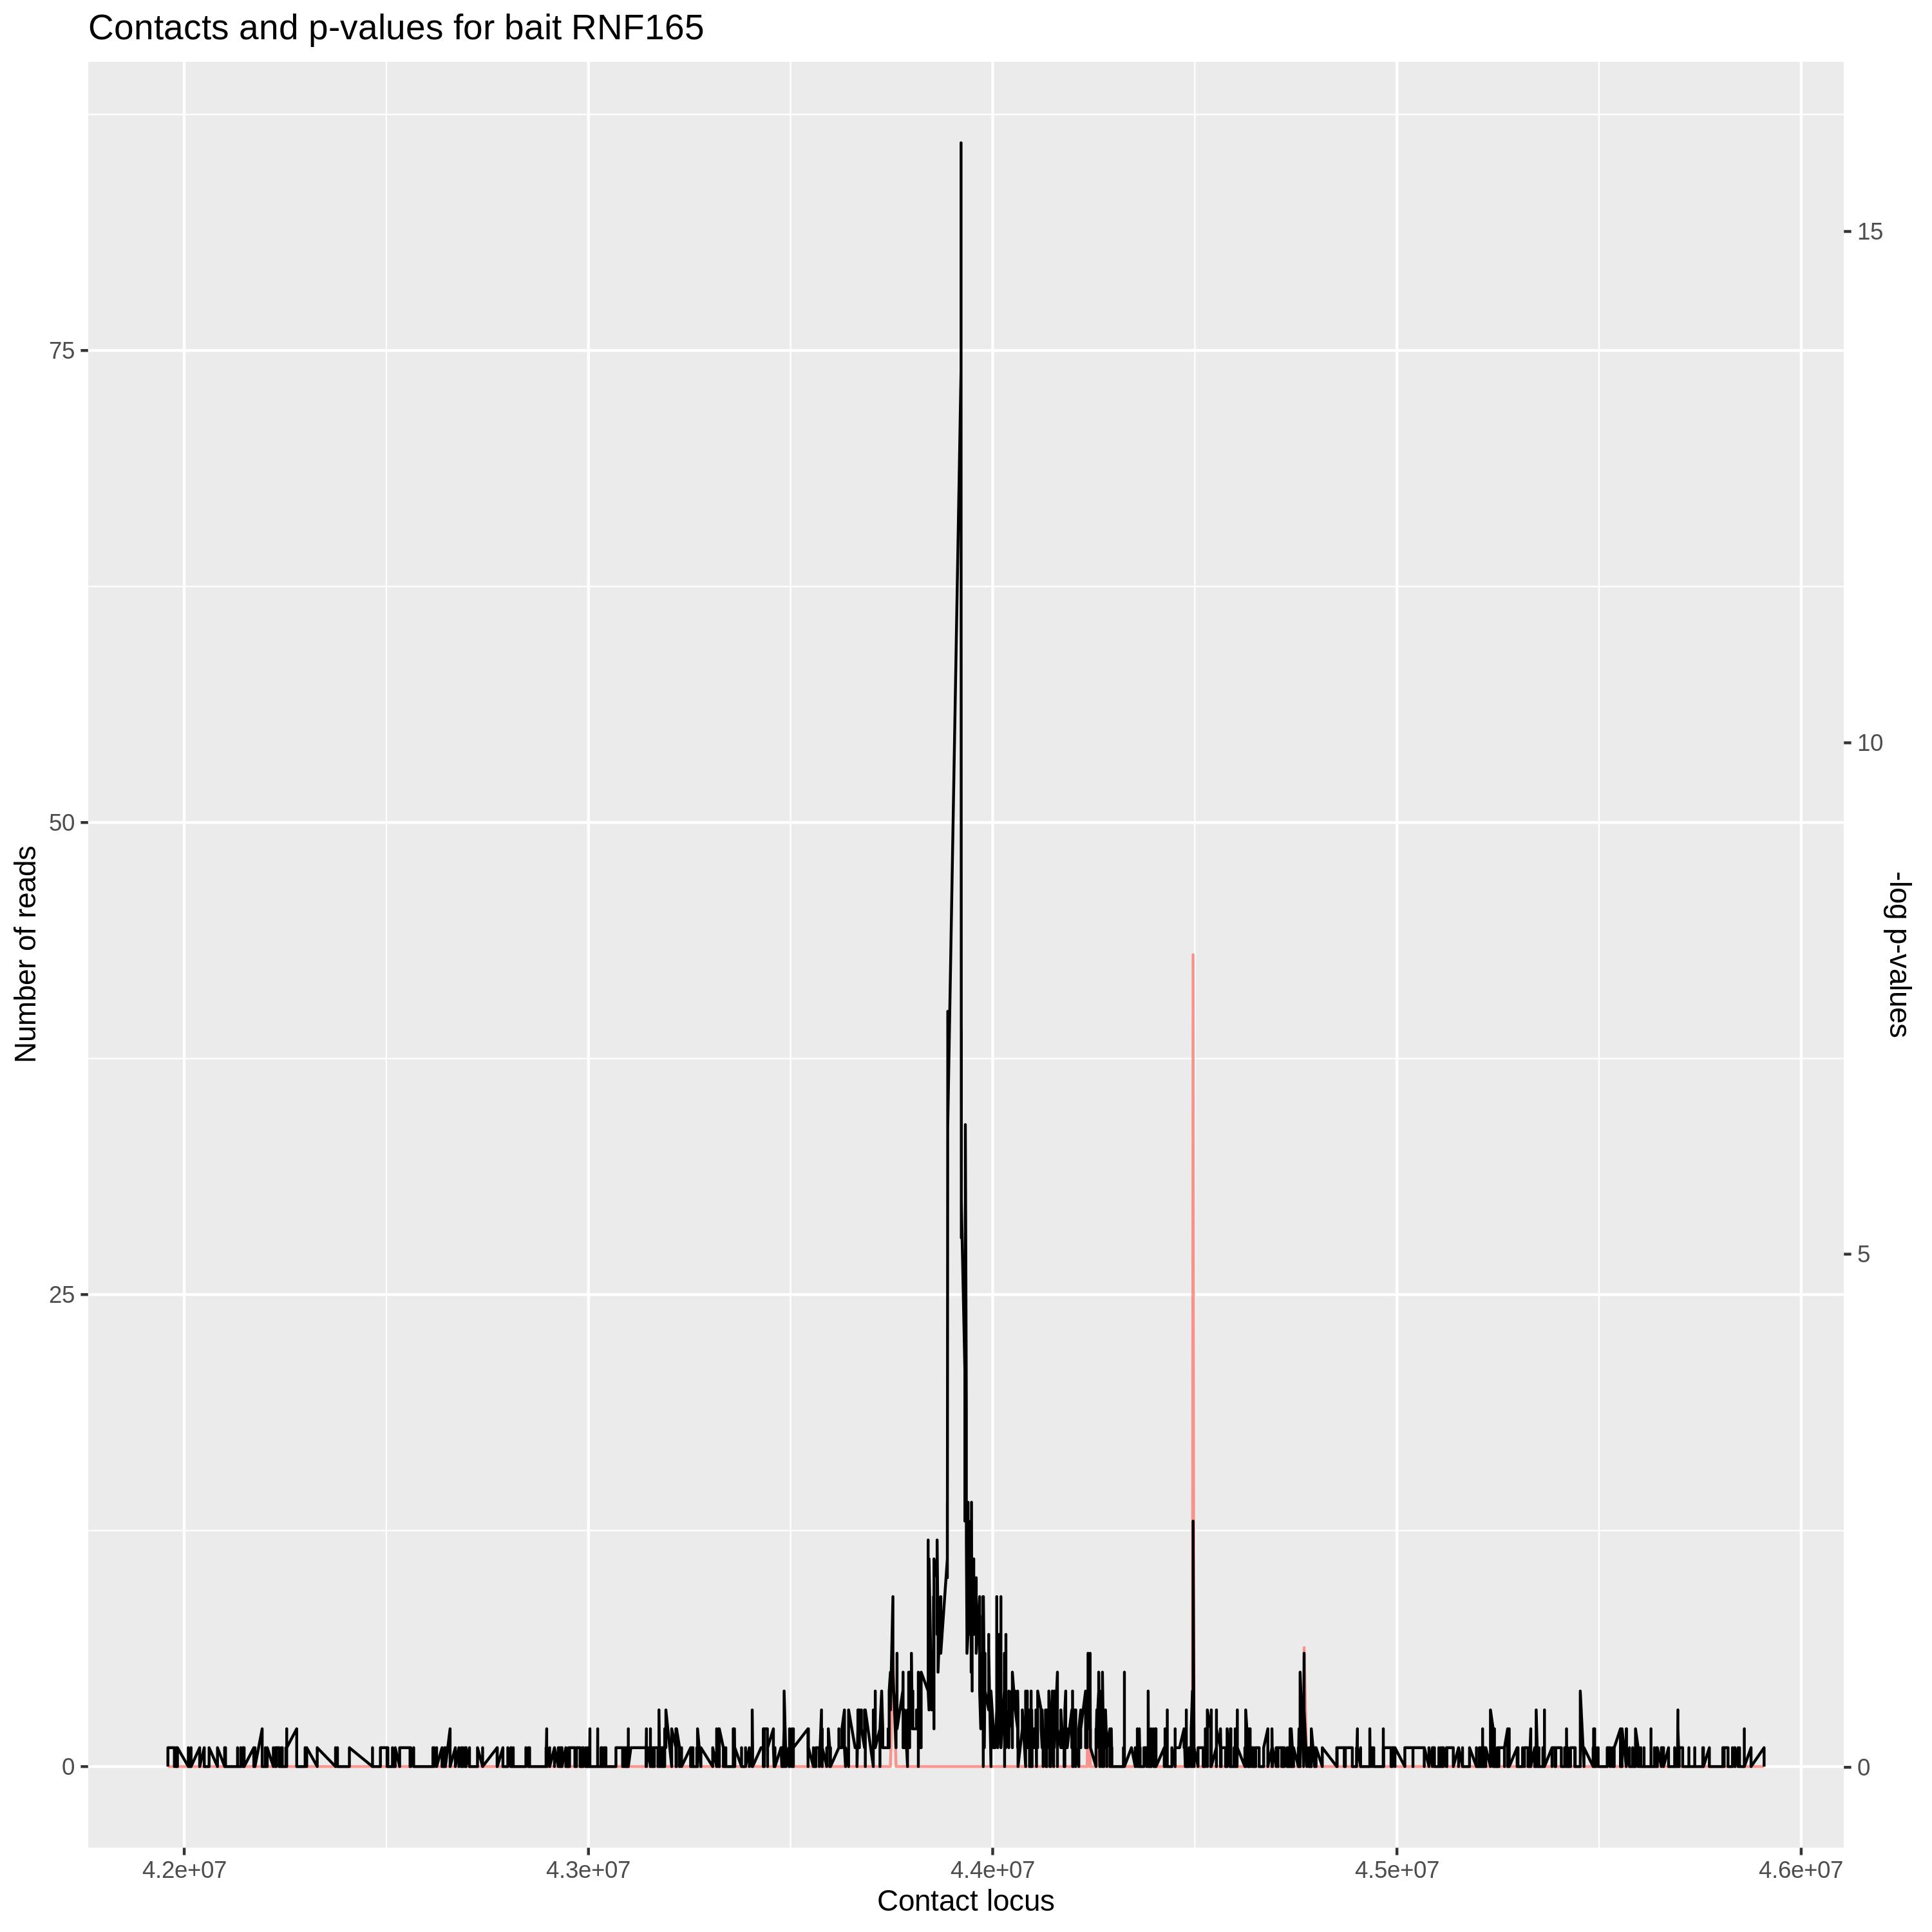 Contacts and p-values for bait RNF165
15
75
10
50
Number of reads
-log p-values
5
25
0
0
4.2e+07
4.3e+07
4.4e+07
4.5e+07
4.6e+07
Contact locus